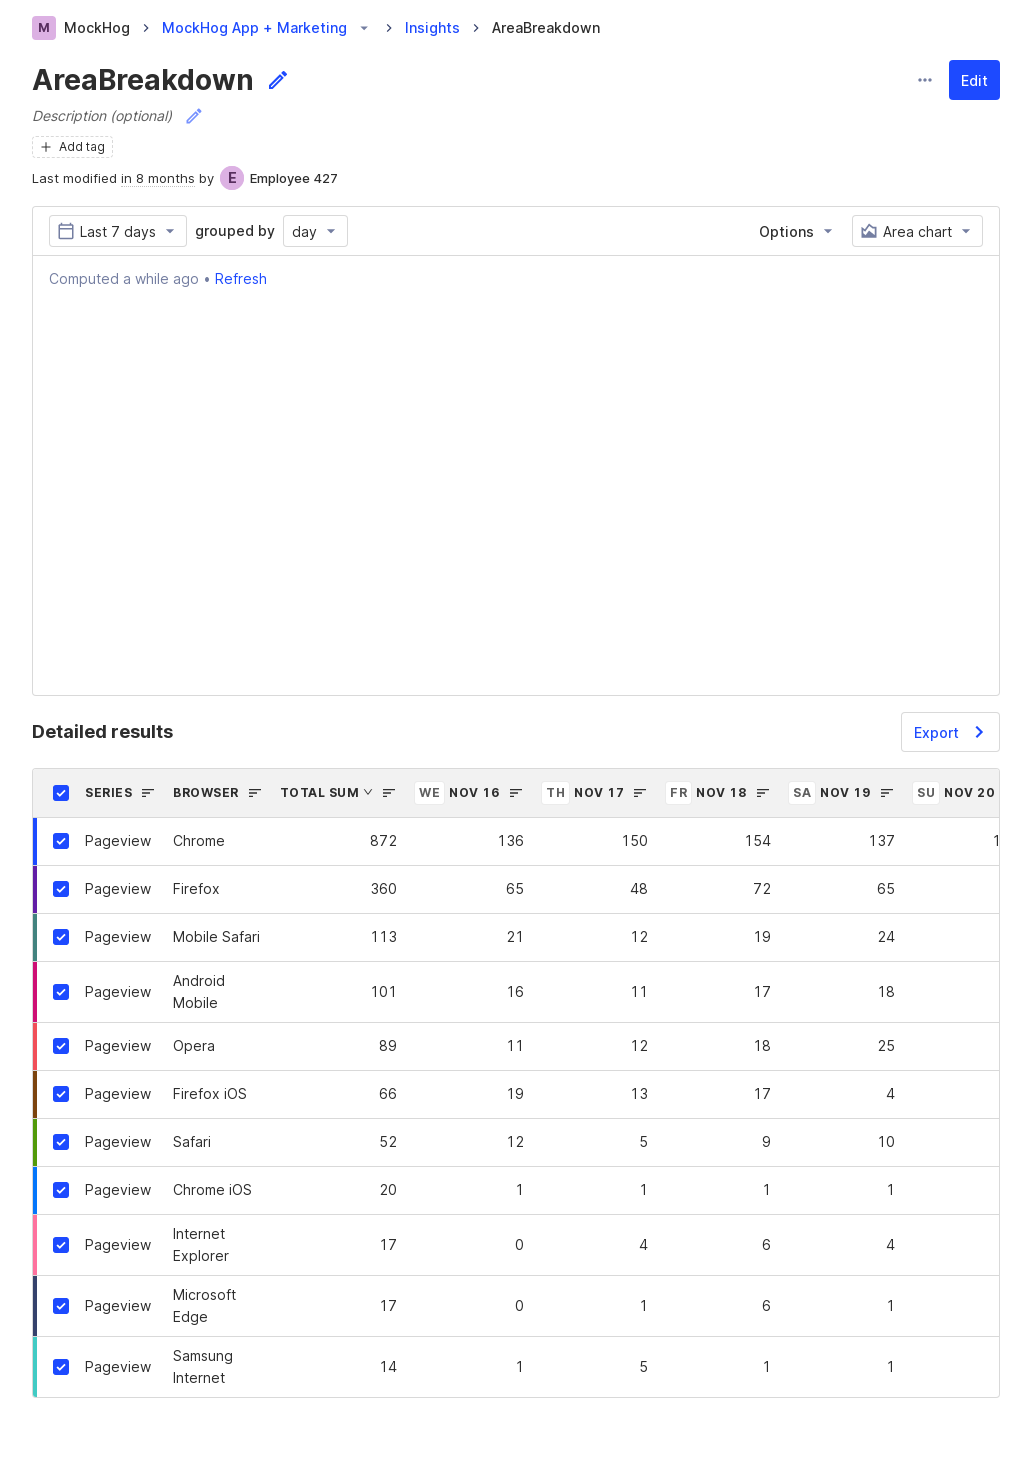 M MockHog MockHog App + Marketing Insights AreaBreakdown
AreaBreakdown
Edit
Description (optional)
Add tag
Last modified in 8 months by E Employee 427
Last 7 days grouped by day Options Area chart
Computed a while ago • Refresh
Detailed results
Export
SERIES BROWSER TOTAL SUM WE NOV 16 TH NOV 17 FR NOV 18 SA NOV 19 SU NOV 20
Pageview Chrome 872 136 150 154 137
Pageview Firefox 360 65 48 72 65
Pageview Mobile Safari 113 21 12 19 24
Pageview Android Mobile 101 16 11 17 18
Pageview Opera 89 11 12 18 25
Pageview Firefox iOS 66 19 13 17 4
Pageview Safari 52 12 5 9 10
Pageview Chrome iOS 20 1 1 1 1
Pageview Internet Explorer 17 0 4 6 4
Pageview Microsoft Edge 17 0 1 6 1
Pageview Samsung Internet 14 1 5 1 1